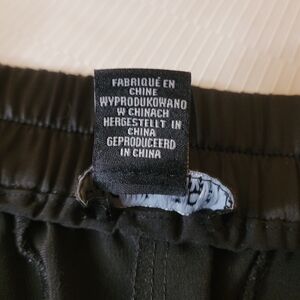 FABRIQUÉ EN
CHINE
WYPRODUKOWANO
W CHINACH
HERGESTELLT IN
CHINA
GEPRODUCEERD
IN CHINA